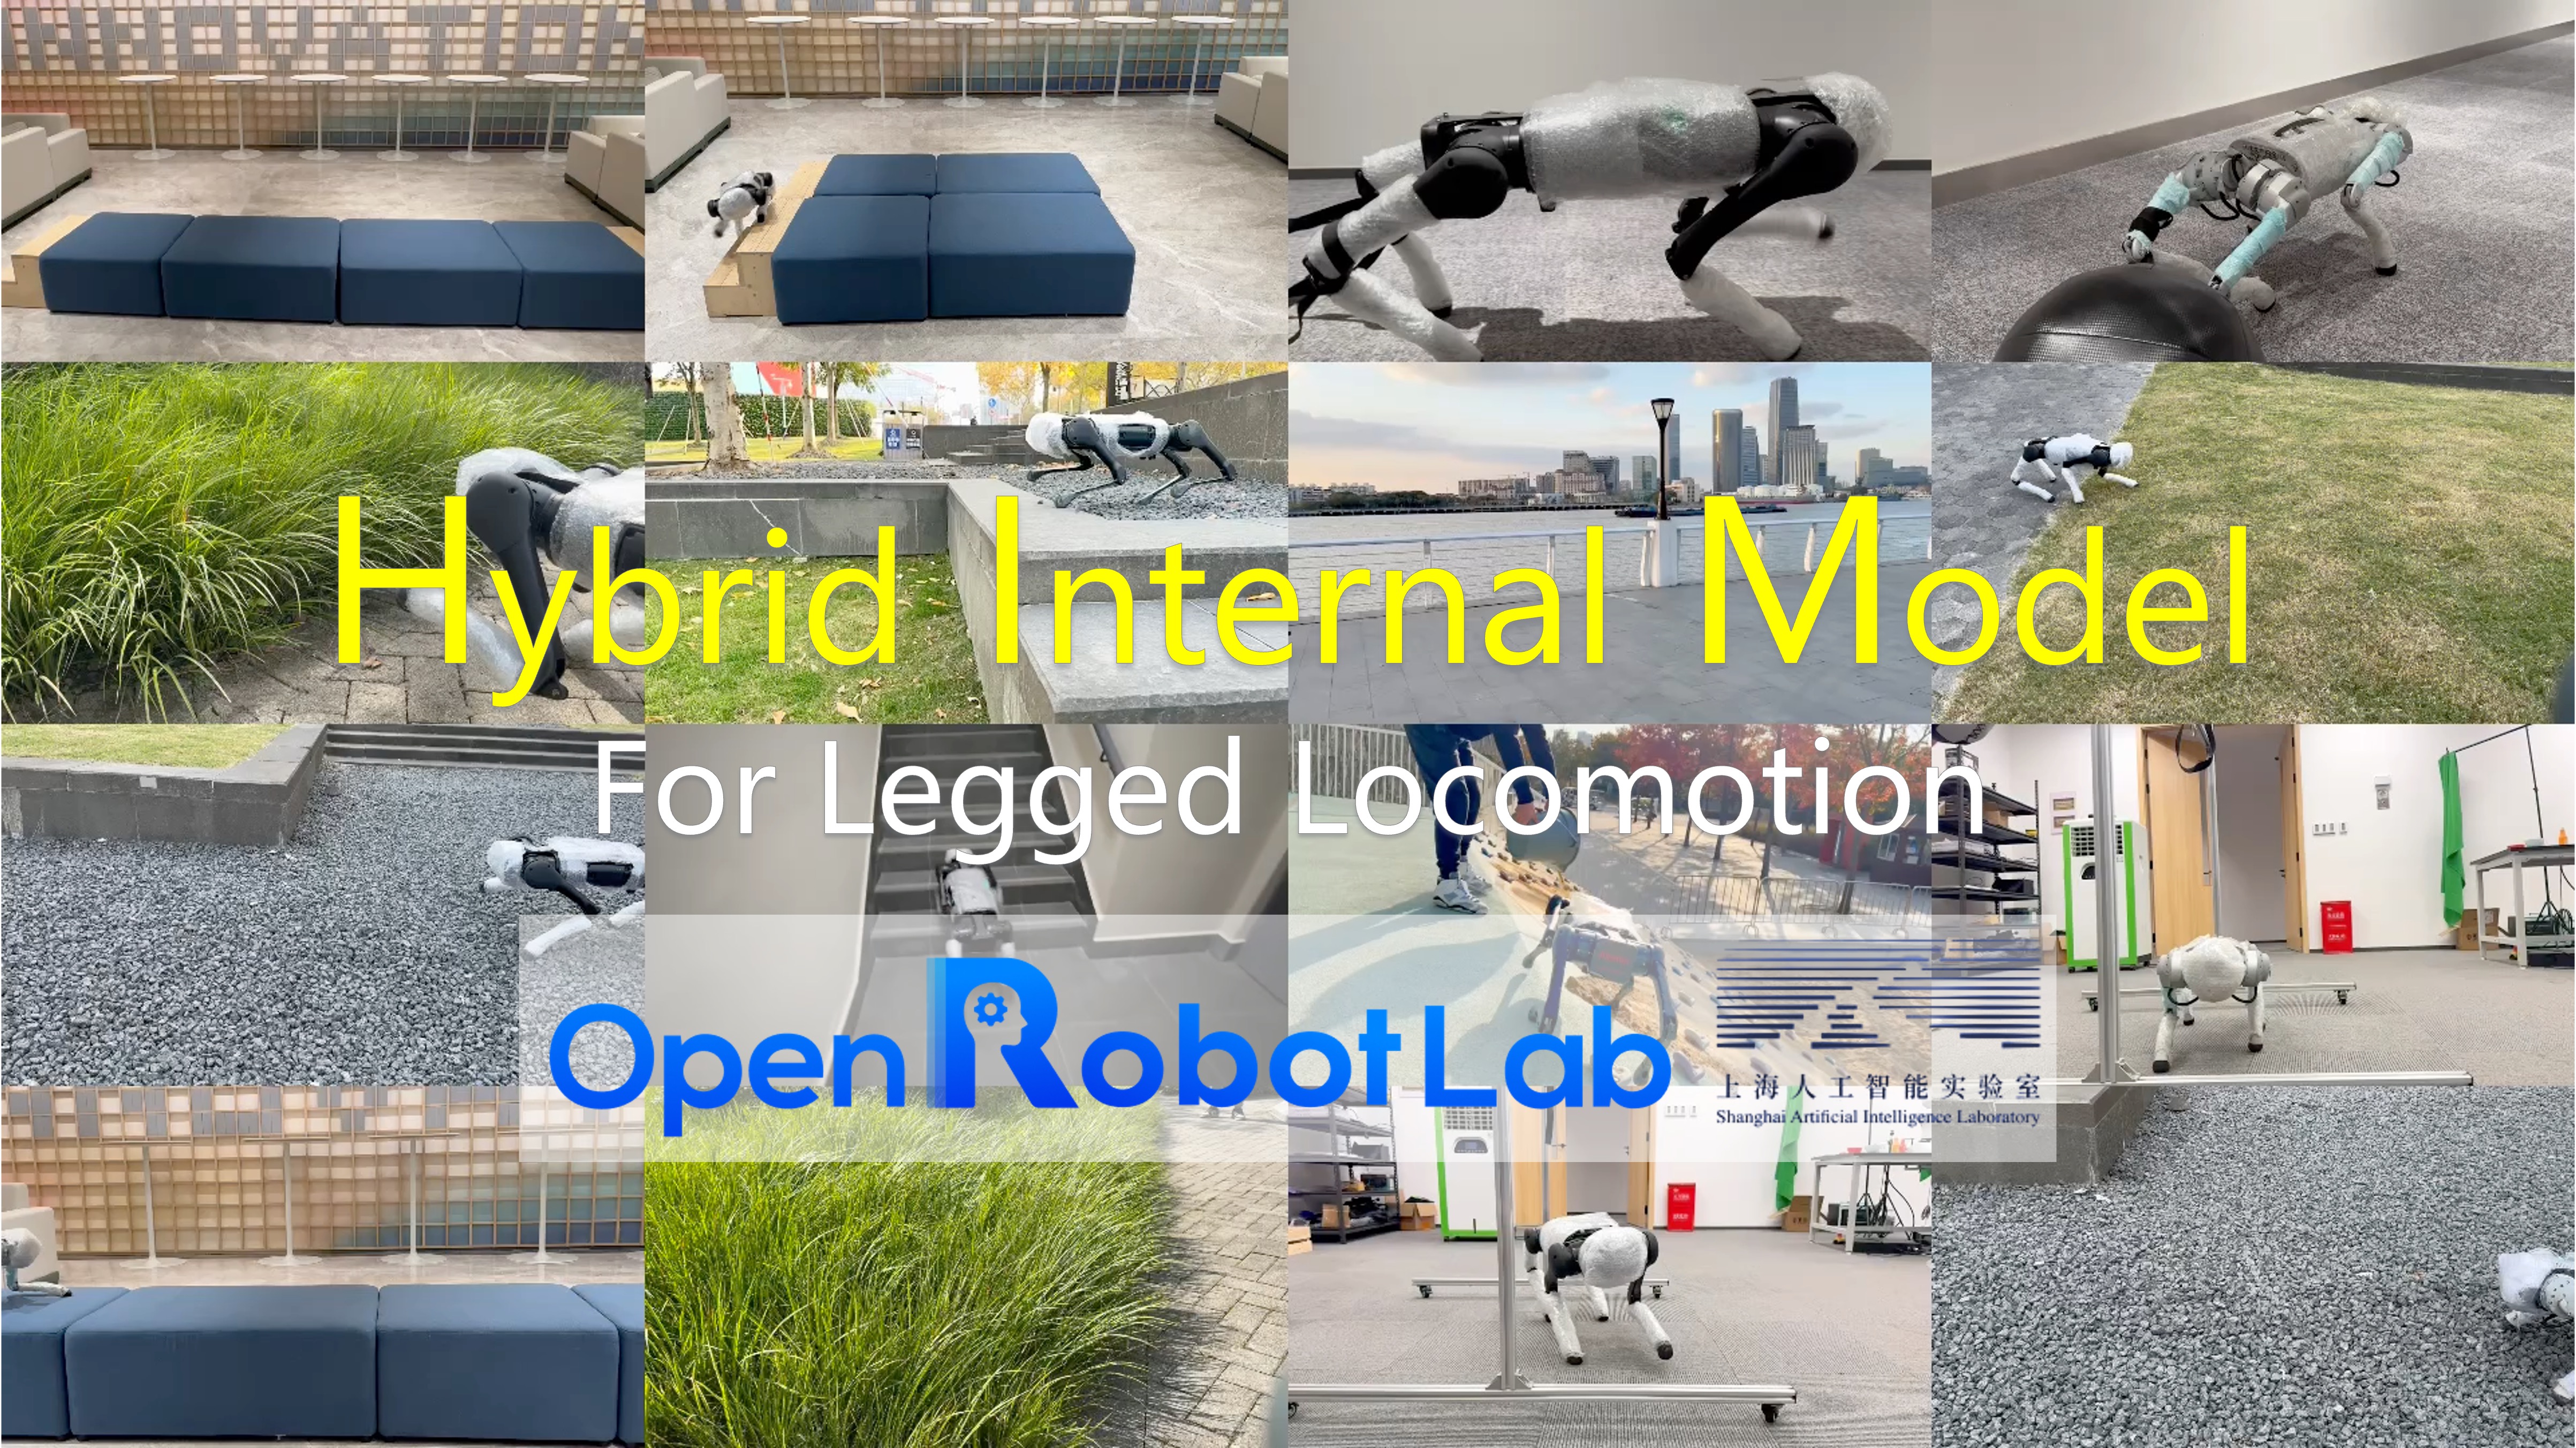 Hybrid Internal Model
For Legged Locomotion
OpenRobotLab
上海人工智能实验室
Shanghai Artificial Intelligence Laboratory